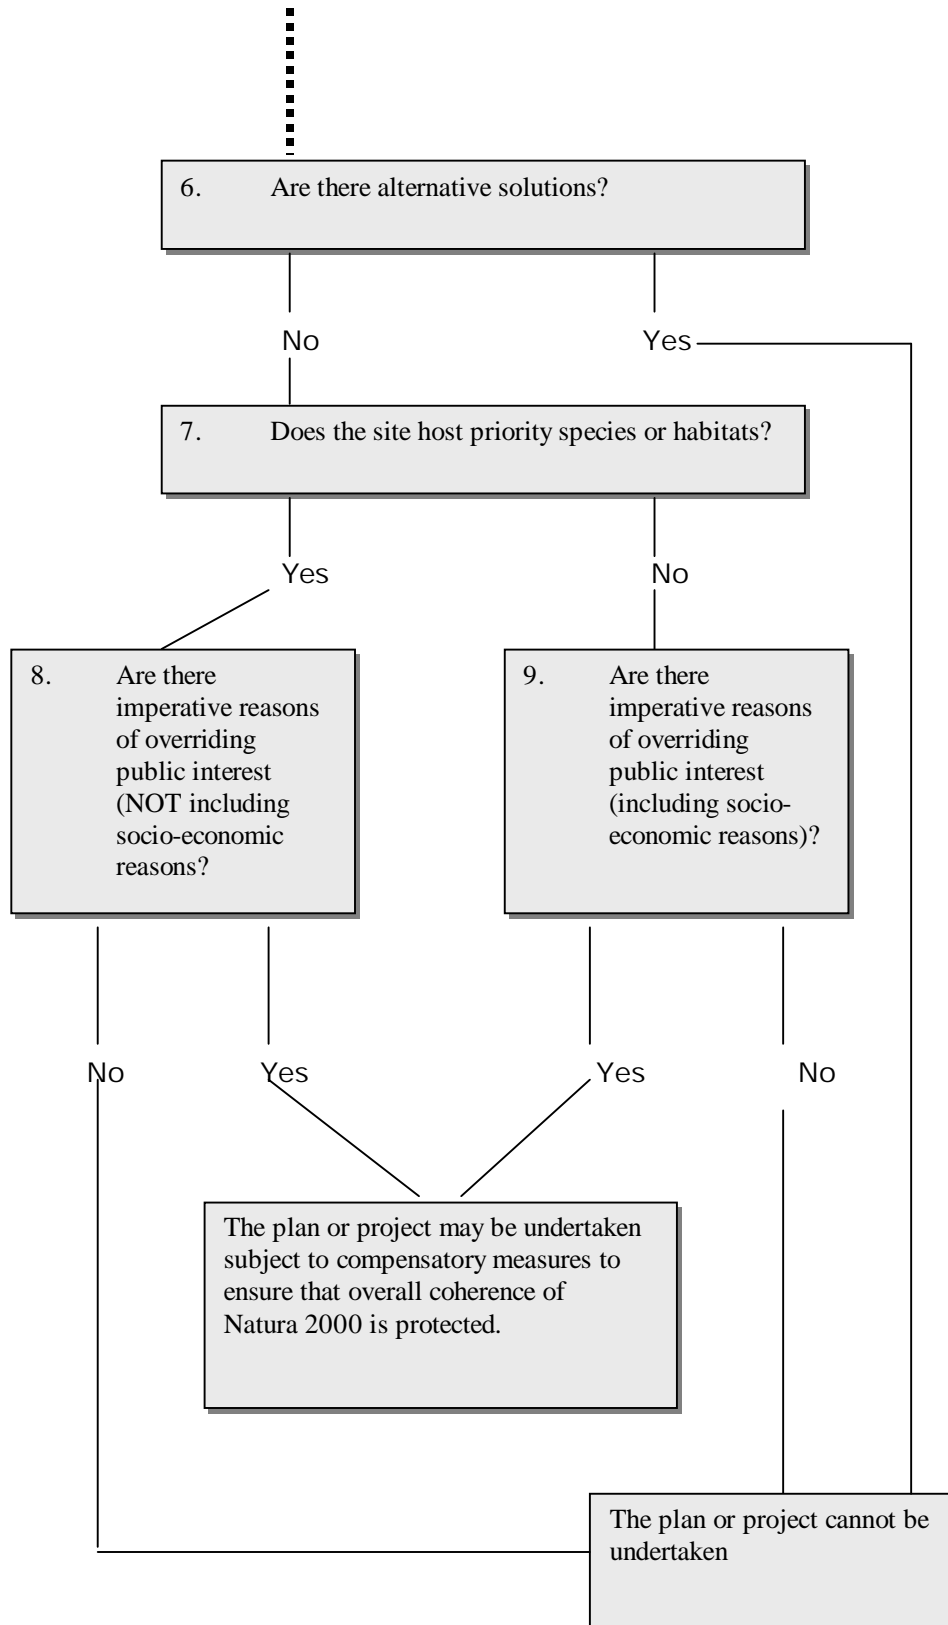 6. Are there alternative solutions?
No Yes
7. Does the site host priority species or habitats?
Yes No
8. Are there
imperative reasons
of overriding
public interest
(NOT including
socio-economic
reasons?
9. Are there
imperative reasons
of overriding
public interest
(including socio-
economic reasons)?
No Yes Yes No
The plan or project may be undertaken
subject to compensatory measures to
ensure that overall coherence of
Natura 2000 is protected.
The plan or project cannot be
undertaken